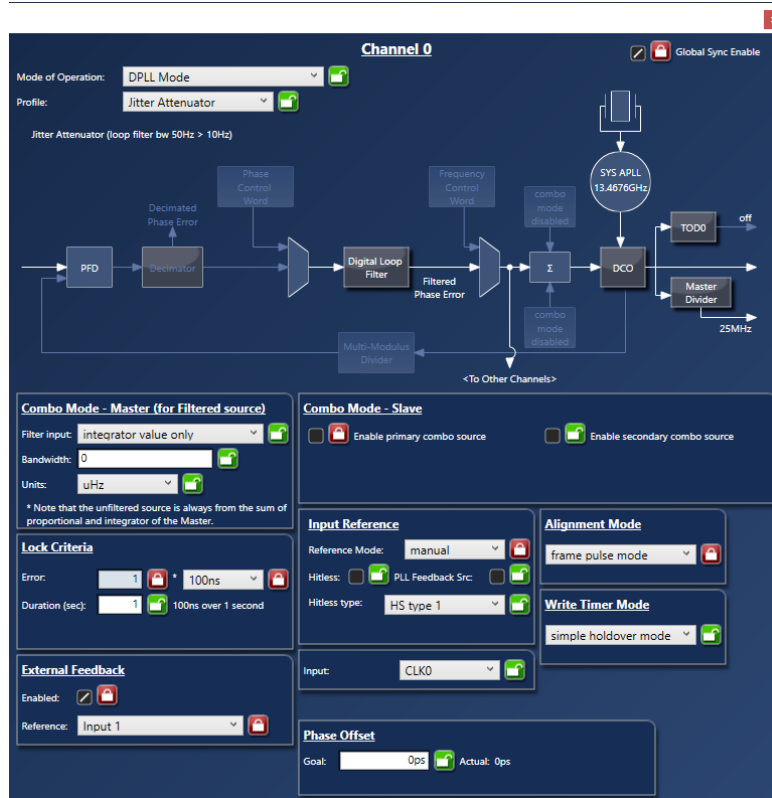 Channel 0
Global Sync Enable
Mode of Operation: DPLL Mode
Profile: Jitter Attenuator
Jitter Attenuator (loop filter bw 50Hz > 10Hz)
Phase
Control
Word
Frequency
Control
Word
SYS APLL
13.4676GHz
Decimated
Phase Error
combo
mode
disabled
TOD0
off
PFD
Decimator
Digital Loop
Filter
Filtered
Phase Error
Σ
DCO
Master
Divider
25MHz
combo
mode
disabled
Multi-Modulus
Divider
<To Other Channels>
Combo Mode - Master (for Filtered source)
Filter input: integrator value only
Bandwidth: 0
Units: uHz
* Note that the unfiltered source is always from the sum of
proportional and integrator of the Master.
Combo Mode - Slave
Enable primary combo source
Enable secondary combo source
Lock Criteria
Error: 1 * 100ns
Duration (sec): 1 100ns over 1 second
Input Reference
Reference Mode: manual
Hitless: PLL Feedback Src:
Hitless type: HS type 1
Alignment Mode
frame pulse mode
Write Timer Mode
simple holdover mode
External Feedback
Enabled:
Reference: Input 1
Input: CLK0
Phase Offset
Goal: 0ps Actual: 0ps